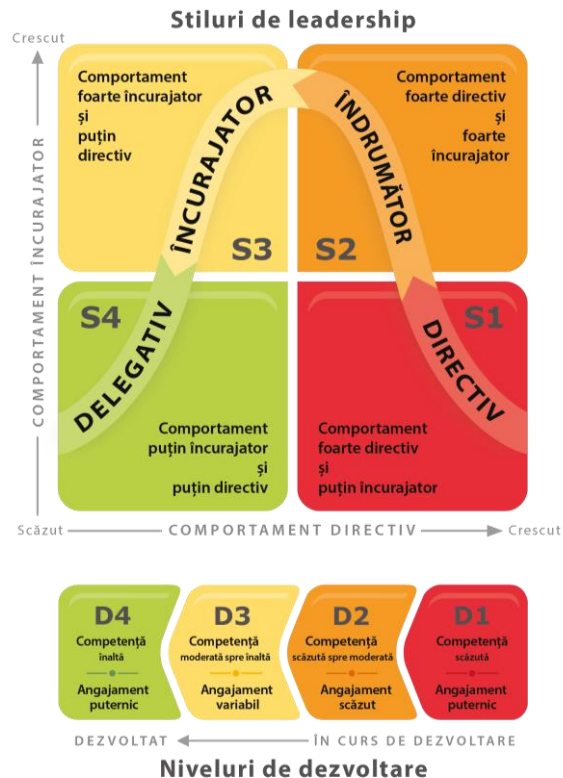 Stiluri de leadership
Crescut
COMPORTAMENT ÎNCURAJATOR
Comportament
foarte încurajator
și
puțin
directiv
ÎNCURAJATOR
S3
Comportament
foarte directiv
și
foarte
încurajator
ÎNDRUMĂTOR
S2
S4
DELEGATIV
Comportament
puțin încurajator
și
puțin directiv
S1
DIRECTIV
Comportament
foarte directiv
și
puțin încurajator
Scăzut
COMPORTAMENT DIRECTIV
Crescut
D4
Competență
înaltă
Angajament
puternic
D3
Competență
moderată spre înaltă
Angajament
variabil
D2
Competență
scăzută spre moderată
Angajament
scăzut
D1
Competență
scăzută
Angajament
puternic
DEZVOLTAT
ÎN CURS DE DEZVOLTARE
Niveluri de dezvoltare